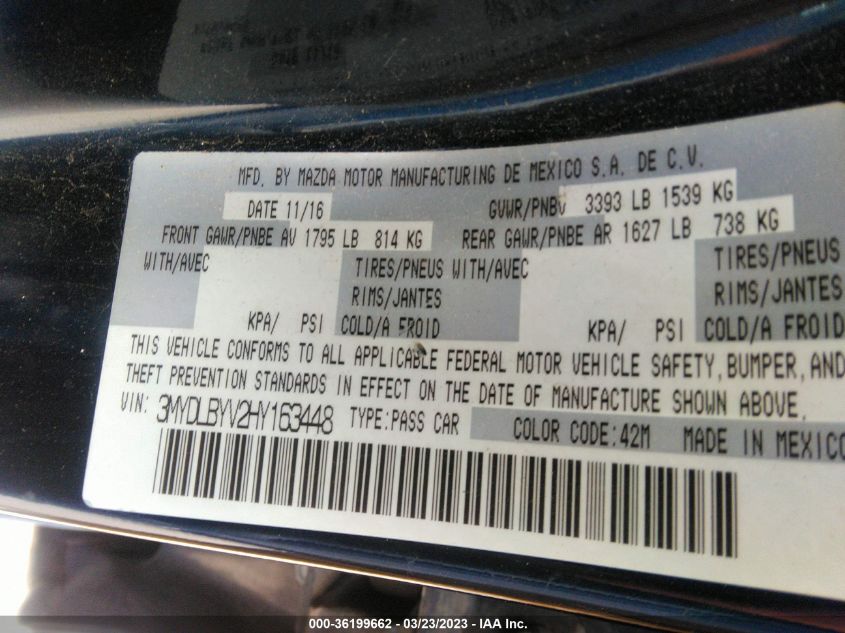 MFD. BY MAZDA MOTOR MANUFACTURING DE MEXICO S.A. DE C.V.
DATE 11/16 GVWR/PNBV 3393 LB 1539 KG
FRONT GAWR/PNBE AV 1795 LB 814 KG REAR GAWR/PNBE AR 1627 LB 738 KG
WITH/AVEC TIRES/PNEUS WITH/AVEC TIRES/PNEUS
RIMS/JANTES RIMS/JANTES
KPA/ PSI COLD/A FROID KPA/ PSI COLD/A FROID
THIS VEHICLE CONFORMS TO ALL APPLICABLE FEDERAL MOTOR VEHICLE SAFETY, BUMPER, AND
THEFT PREVENTION STANDARDS IN EFFECT ON THE DATE OF MANUFACTURE SHOWN ABOVE.
VIN: 3MYDLBYV2HY163448 TYPE:PASS CAR COLOR CODE:42M MADE IN MEXICO
000-36199662 - 03/23/2023 - IAA Inc.